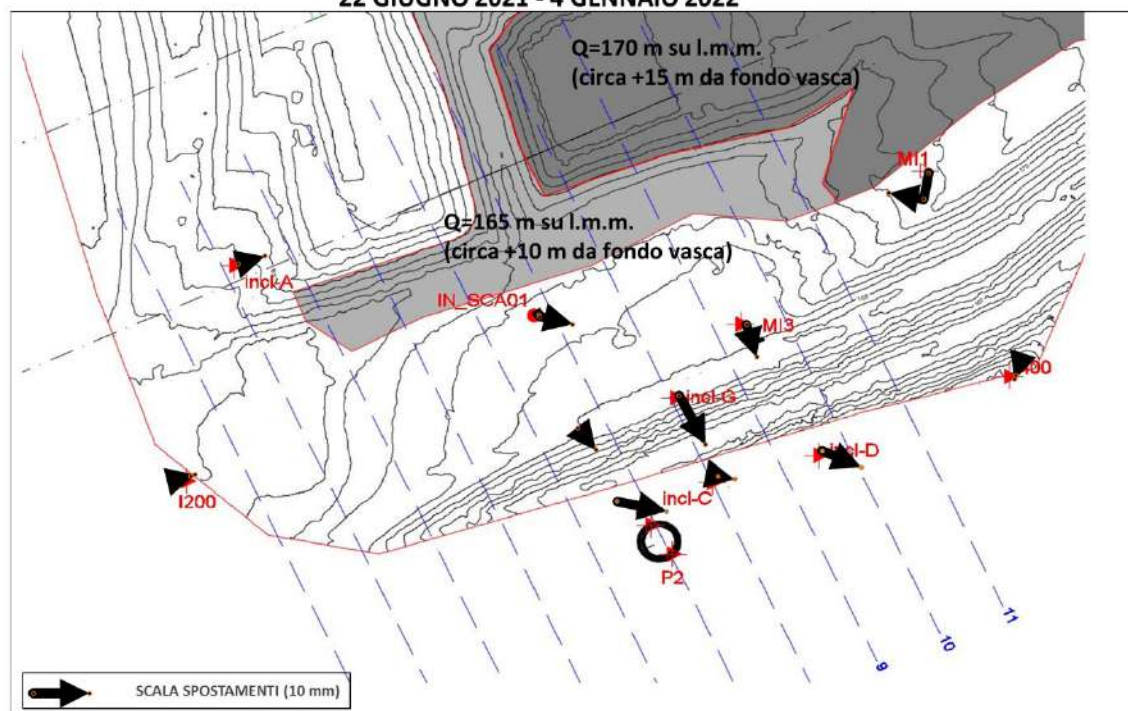 22 GIUGNO 2021 - 4 GENNAIO 2022
Q=170 m su l.m.m.
(circa +15 m da fondo vasca)
MI1
Q=165 m su l.m.m.
(circa +10 m da fondo vasca)
incl-A
IN_SCA01
MI3
incl-G
incl-D
I200
incl-C
P2
11
10
9
SCALA SPOSTAMENTI (10 mm)